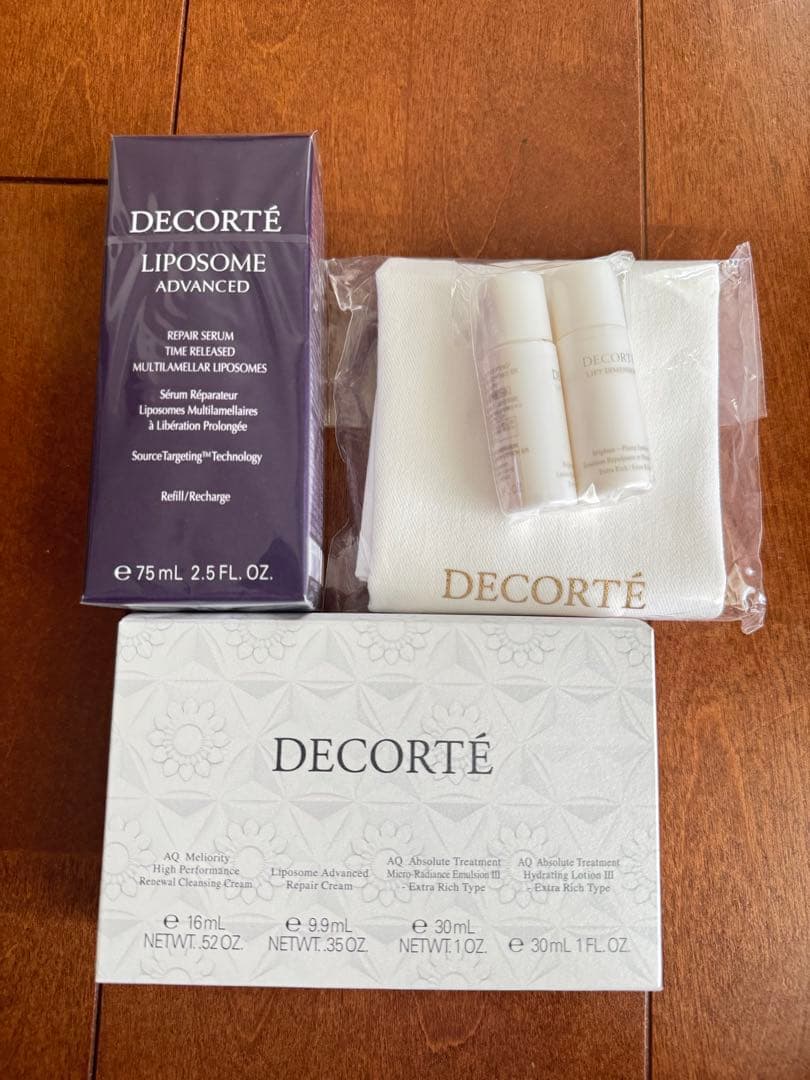 DECORTÉ
LIPOSOME
ADVANCED
REPAIR SERUM
TIME RELEASED
MULTILAMELLAR LIPOSOMES
Sérum Réparateur
Liposomes Multilamellaires
à Libération Prolongée
SourceTargeting™Technology
Refill/Recharge
℮ 75 mL 2.5 FL. OZ.
DECORTÉ
LIFT DIMENSION
DECORTÉ
DECORTÉ
AQ Meliority
High Performance
Renewal Cleansing Cream
℮ 16mL
NETWT. .52 OZ.
Liposome Advanced
Repair Cream
℮ 9.9mL
NETWT. .35 OZ.
AQ Absolute Treatment
Micro-Radiance Emulsion III
- Extra Rich Type
℮ 30mL
NETWT. 1 OZ.
AQ Absolute Treatment
Hydrating Lotion III
- Extra Rich Type
℮ 30mL 1 FL. OZ.